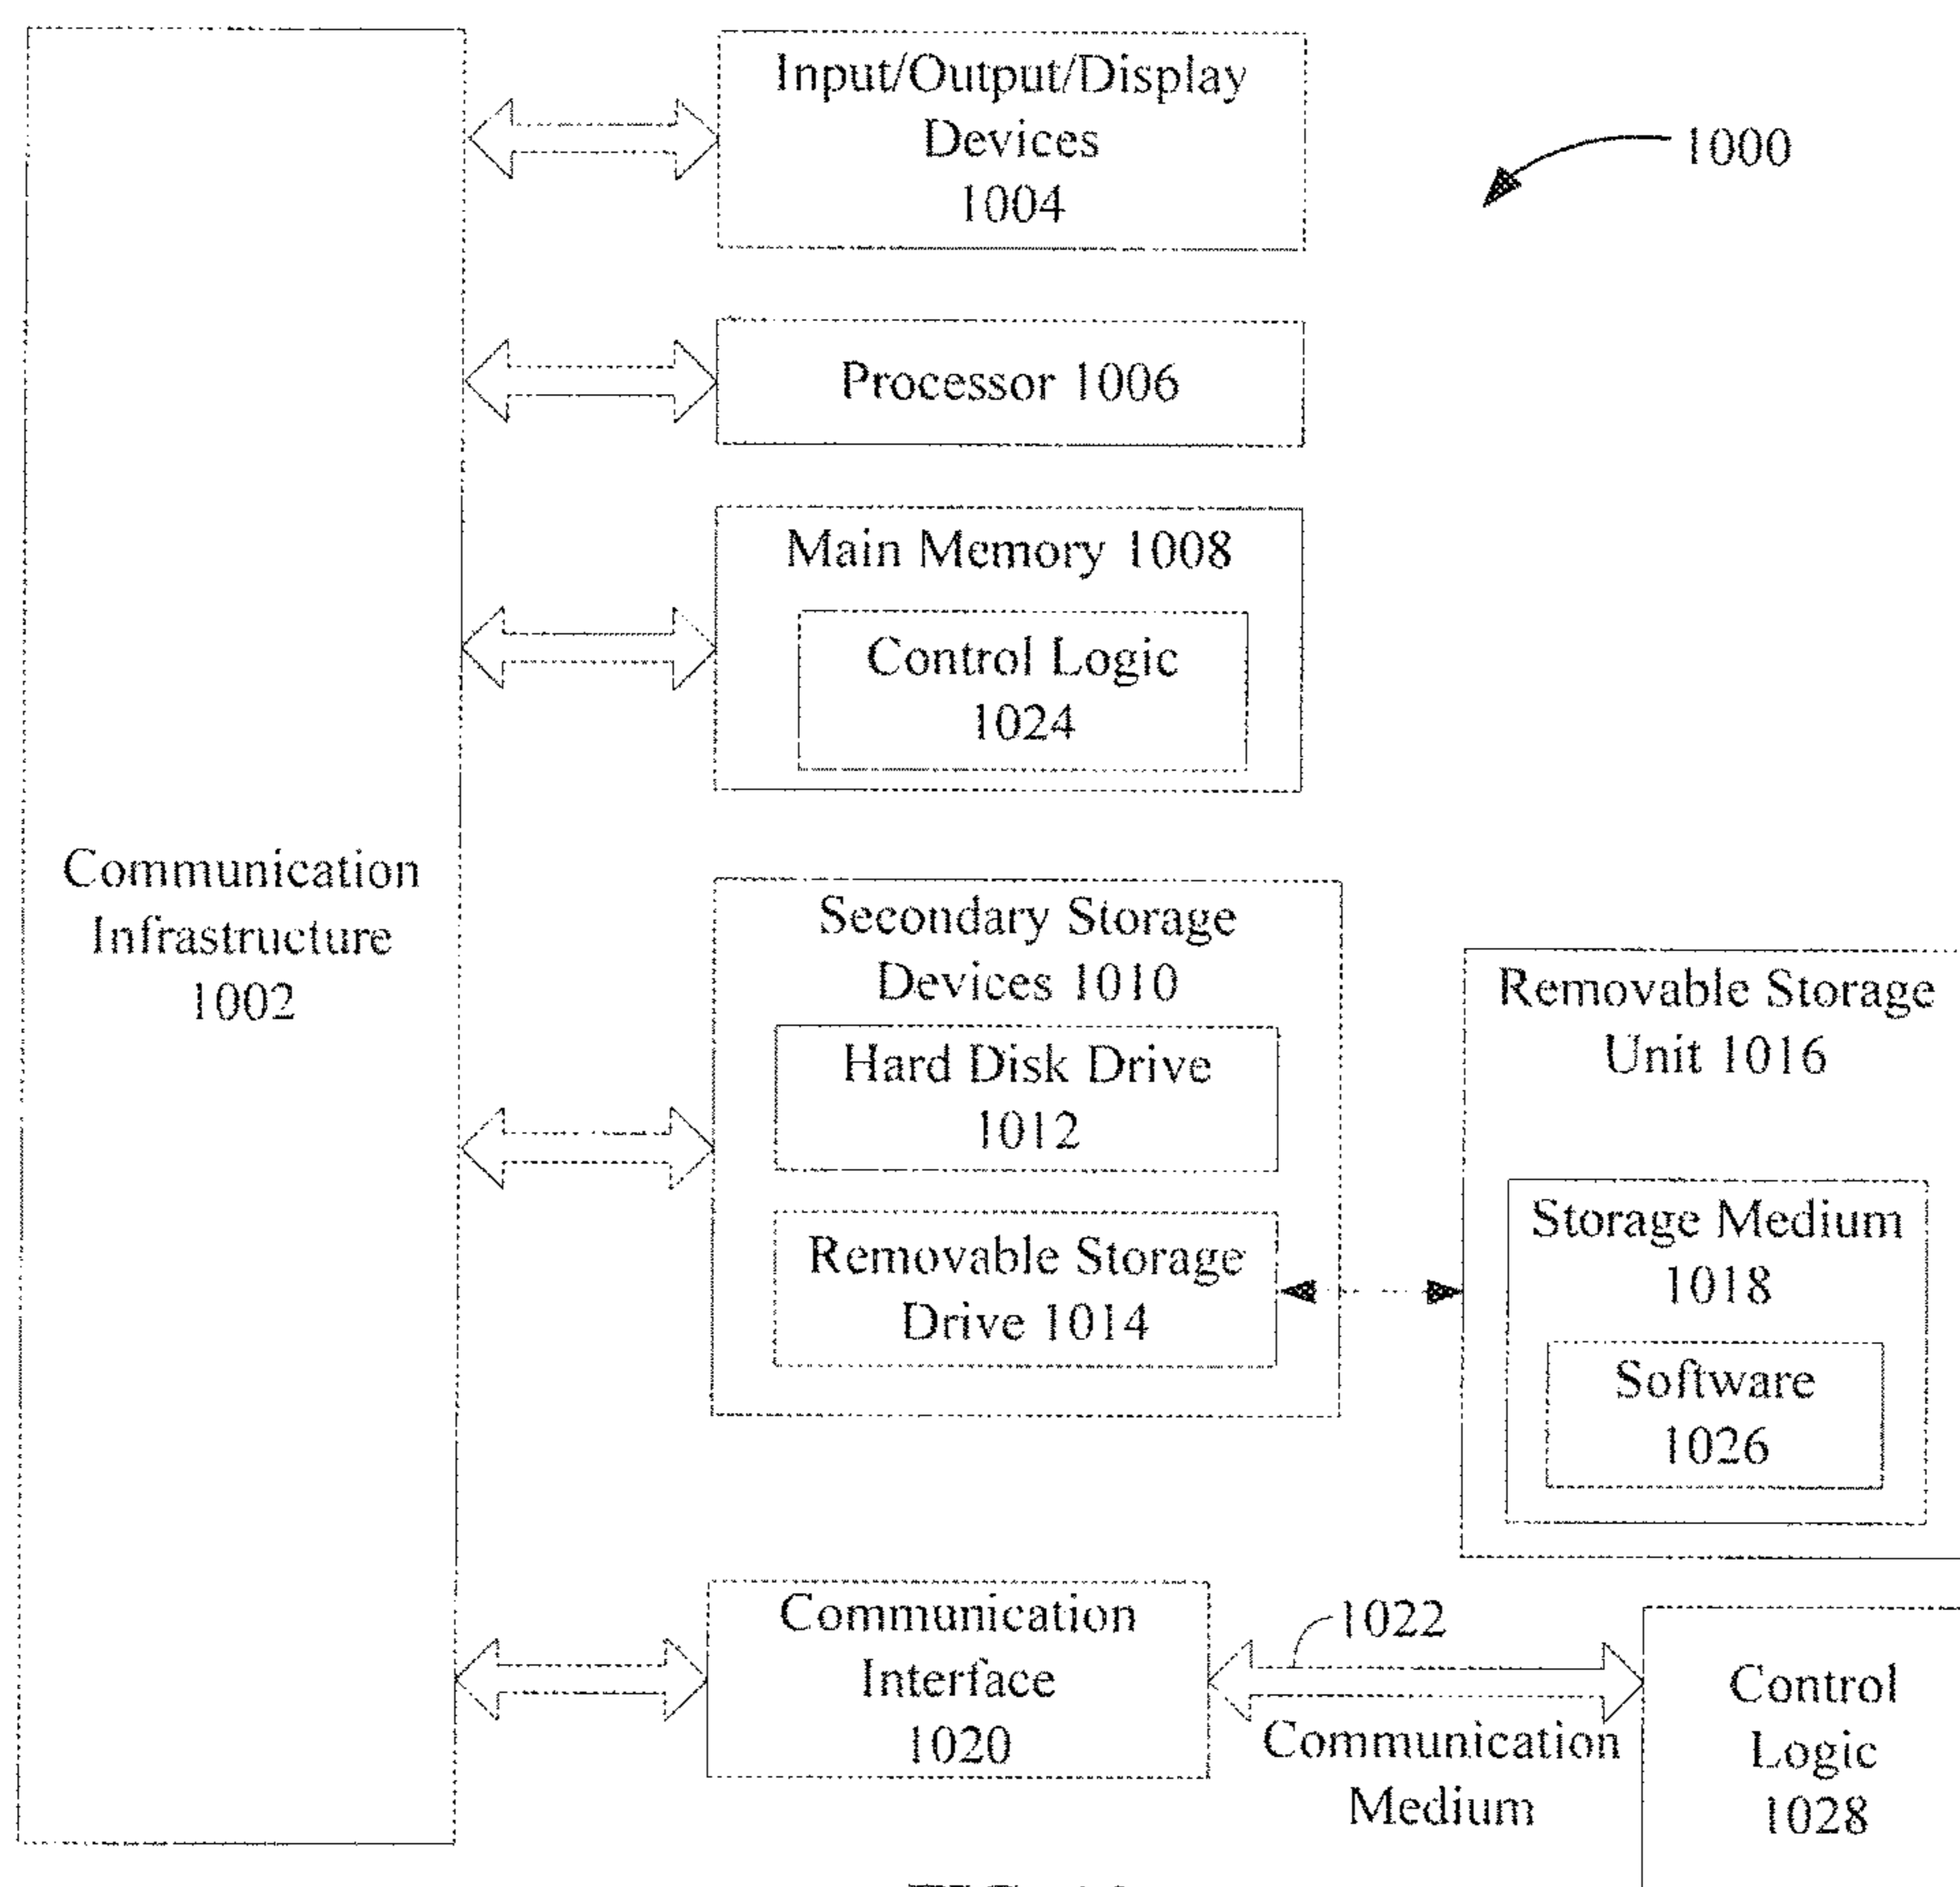 Input/Output/Display
Devices
1004
1000
Processor 1006
Main Memory 1008
Control Logic
1024
Communication
Infrastructure
1002
Secondary Storage
Devices 1010
Hard Disk Drive
1012
Removable Storage
Drive 1014
Removable Storage
Unit 1016
Storage Medium
1018
Software
1026
Communication
Interface
1020
1022
Communication
Medium
Control
Logic
1028